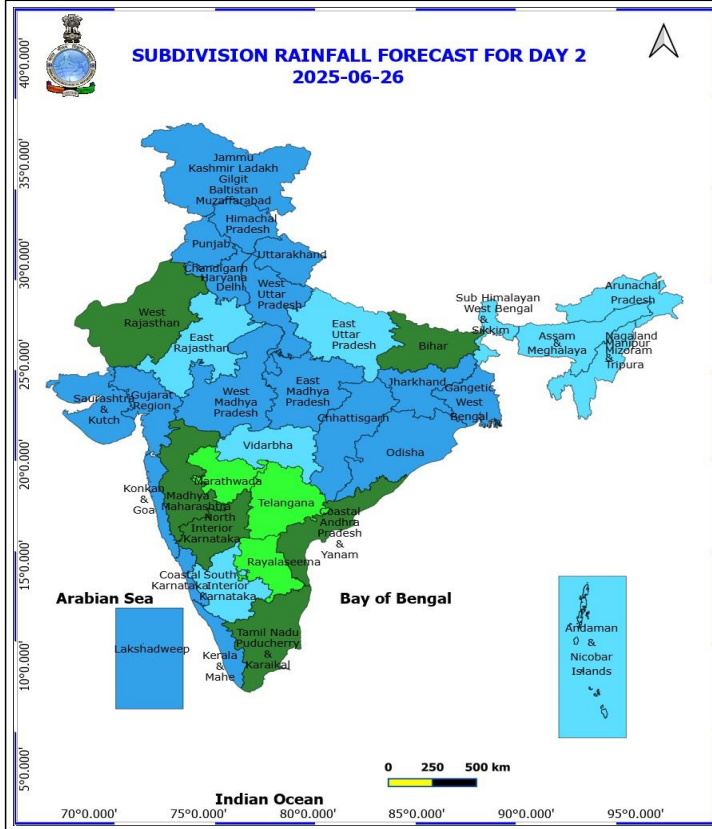 SUBDIVISION RAINFALL FORECAST FOR DAY 2
2025-06-26
40°0.000'
35°0.000'
30°0.000'
25°0.000'
20°0.000'
15°0.000'
10°0.000'
5°0.000'
Jammu
Kashmir Ladakh
Gilgit
Baltistan
Muzaffarabad
Himachal
Pradesh
Punjab
Uttarakhand
Chandigarh
Haryana
Delhi
West
Uttar
Pradesh
West
Rajasthan
East
Rajasthan
East
Uttar
Pradesh
Bihar
Sub Himalayan
West Bengal
&
Sikkim
Arunachal
Pradesh
Assam
&
Meghalaya
Nagaland
Manipur
Mizoram
&
Tripura
Saurashtra
&
Kutch
Gujarat
Region
West
Madhya
Pradesh
East
Madhya
Pradesh
Jharkhand
Gangetic
West
Bengal
Chhattisgarh
Odisha
Vidarbha
Konkan
&
Goa
Madhya
Maharashtra
Marathwada
Telangana
North
Interior
Karnataka
Coastal
Andhra
Pradesh
&
Yanam
Rayalaseema
Coastal
Karnataka
South
Interior
Karnataka
Arabian Sea
Bay of Bengal
Lakshadweep
Kerala
&
Mahe
Tamil Nadu
Puducherry
&
Karaikal
Andaman
&
Nicobar
Islands
0 250 500 km
Indian Ocean
70°0.000' 75°0.000' 80°0.000' 85°0.000' 90°0.000' 95°0.000'